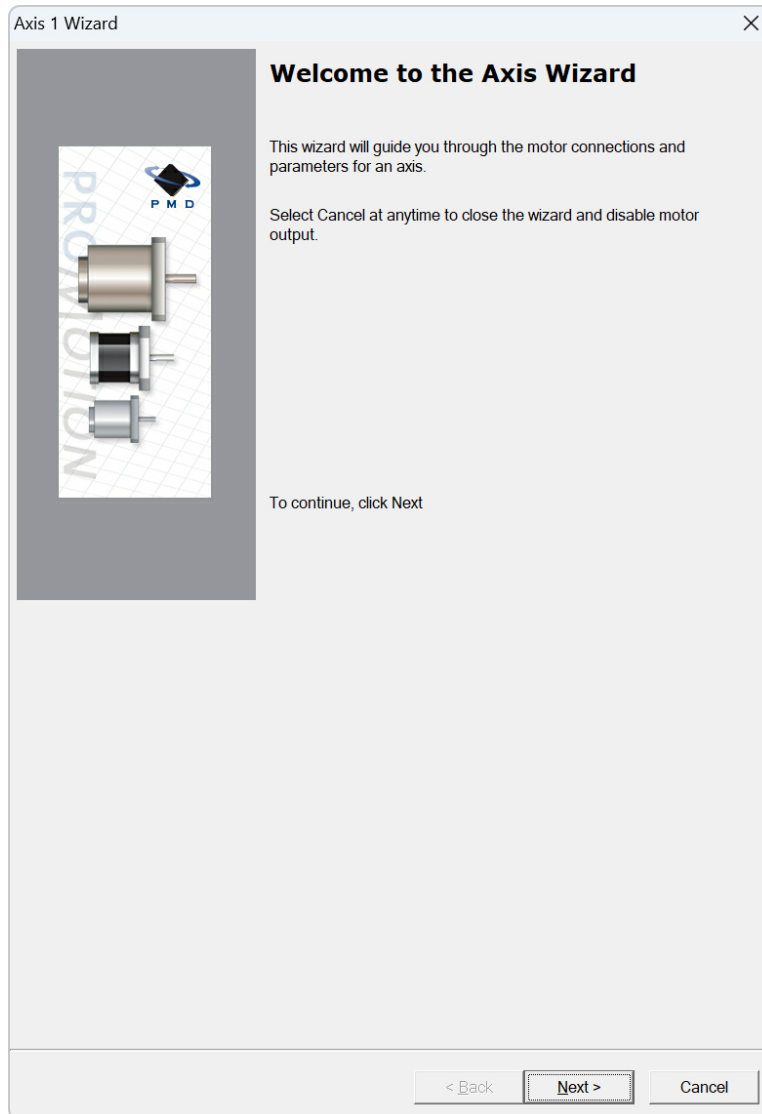 Axis 1 Wizard
Welcome to the Axis Wizard
This wizard will guide you through the motor connections and
parameters for an axis.
Select Cancel at anytime to close the wizard and disable motor
output.
PMD
PROMOTION
To continue, click Next
< Back
Next >
Cancel